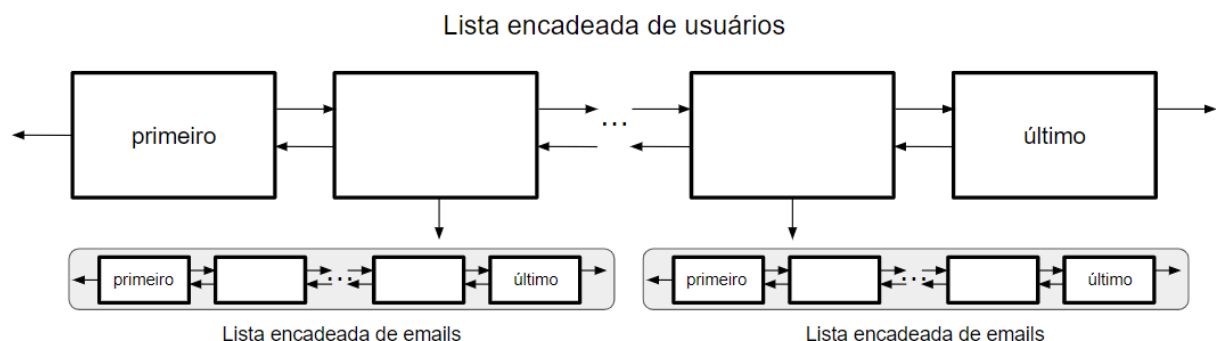 Lista encadeada de usuários
primeiro
...
último
primeiro
...
último
primeiro
...
último
Lista encadeada de emails
Lista encadeada de emails